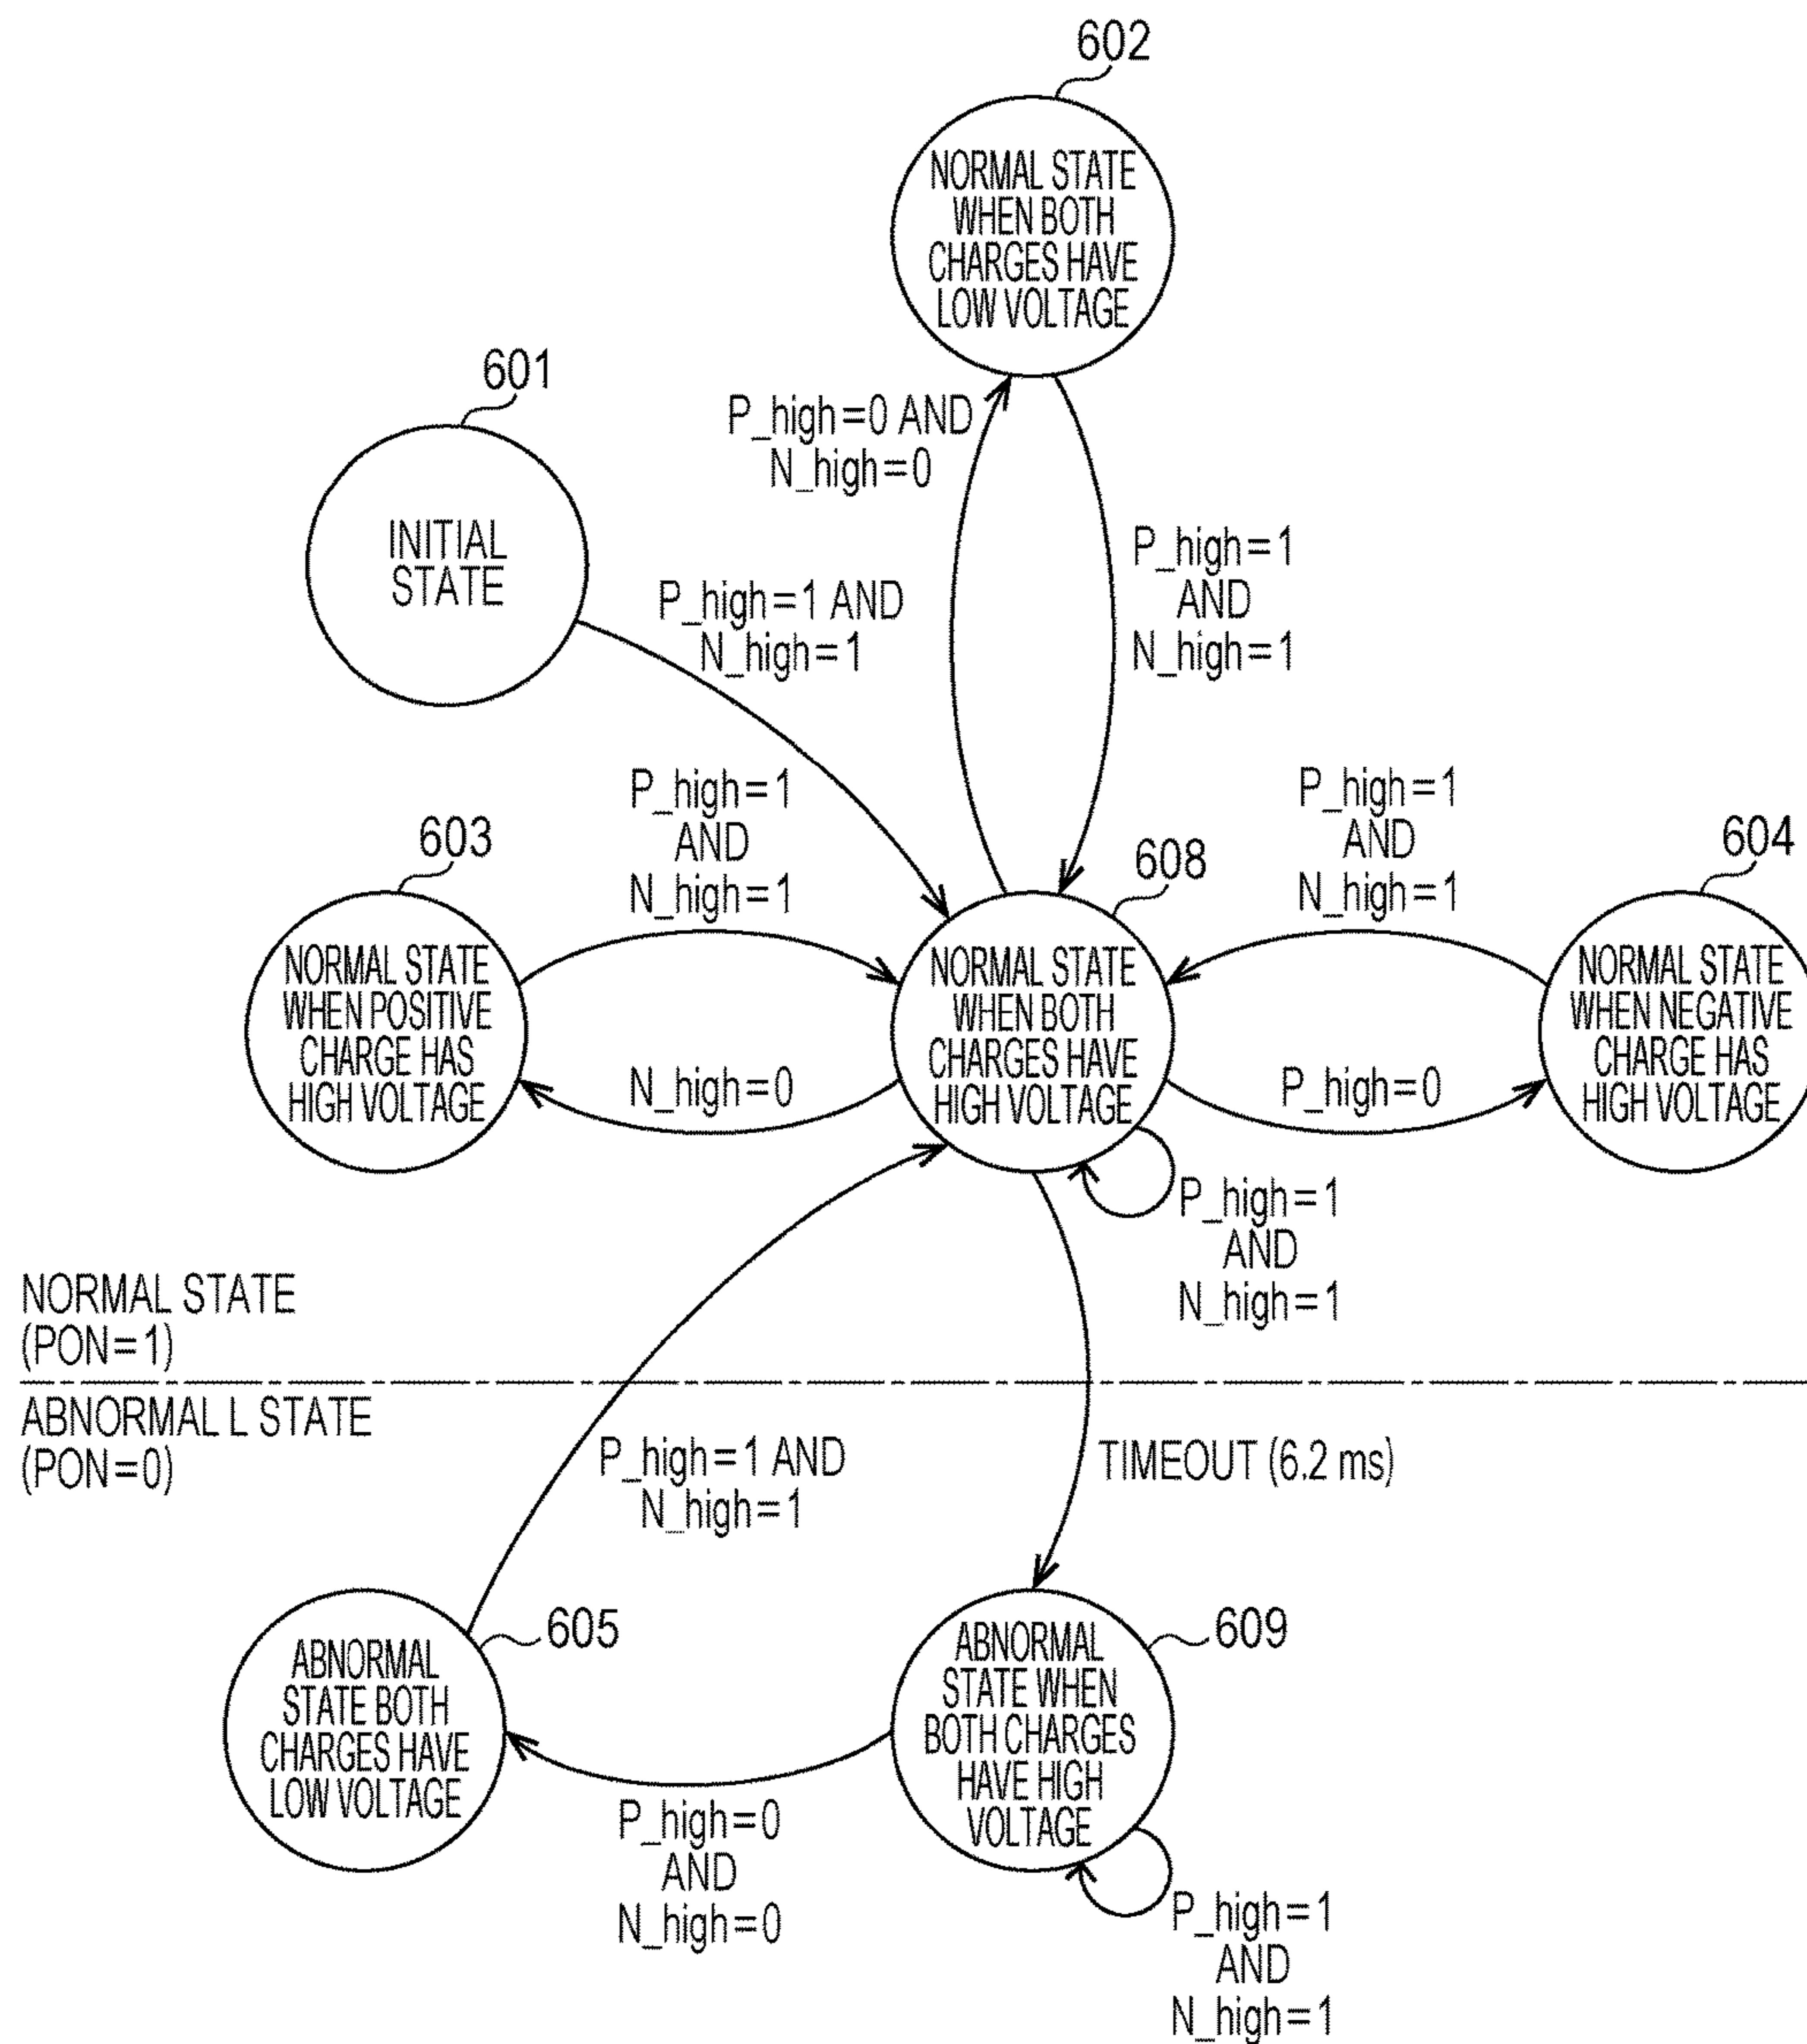 602
NORMAL STATE
WHEN BOTH
CHARGES HAVE
LOW VOLTAGE
601
INITIAL
STATE
P_high=0 AND
N_high=0
P_high=1
AND
N_high=1
P_high=1 AND
N_high=1
603
NORMAL STATE
WHEN POSITIVE
CHARGE HAS
HIGH VOLTAGE
P_high=1
AND
N_high=1
N_high=0
608
NORMAL STATE
WHEN BOTH
CHARGES HAVE
HIGH VOLTAGE
P_high=1
AND
N_high=1
P_high=0
604
NORMAL STATE
WHEN NEGATIVE
CHARGE HAS
HIGH VOLTAGE
P_high=1
AND
N_high=1
NORMAL STATE
(PON=1)
ABNORMAL L STATE
(PON=0)
P_high=1 AND
N_high=1
TIMEOUT (6.2 ms)
605
ABNORMAL
STATE BOTH
CHARGES HAVE
LOW VOLTAGE
P_high=0
AND
N_high=0
609
ABNORMAL
STATE WHEN
BOTH CHARGES
HAVE HIGH
VOLTAGE
P_high=1
AND
N_high=1